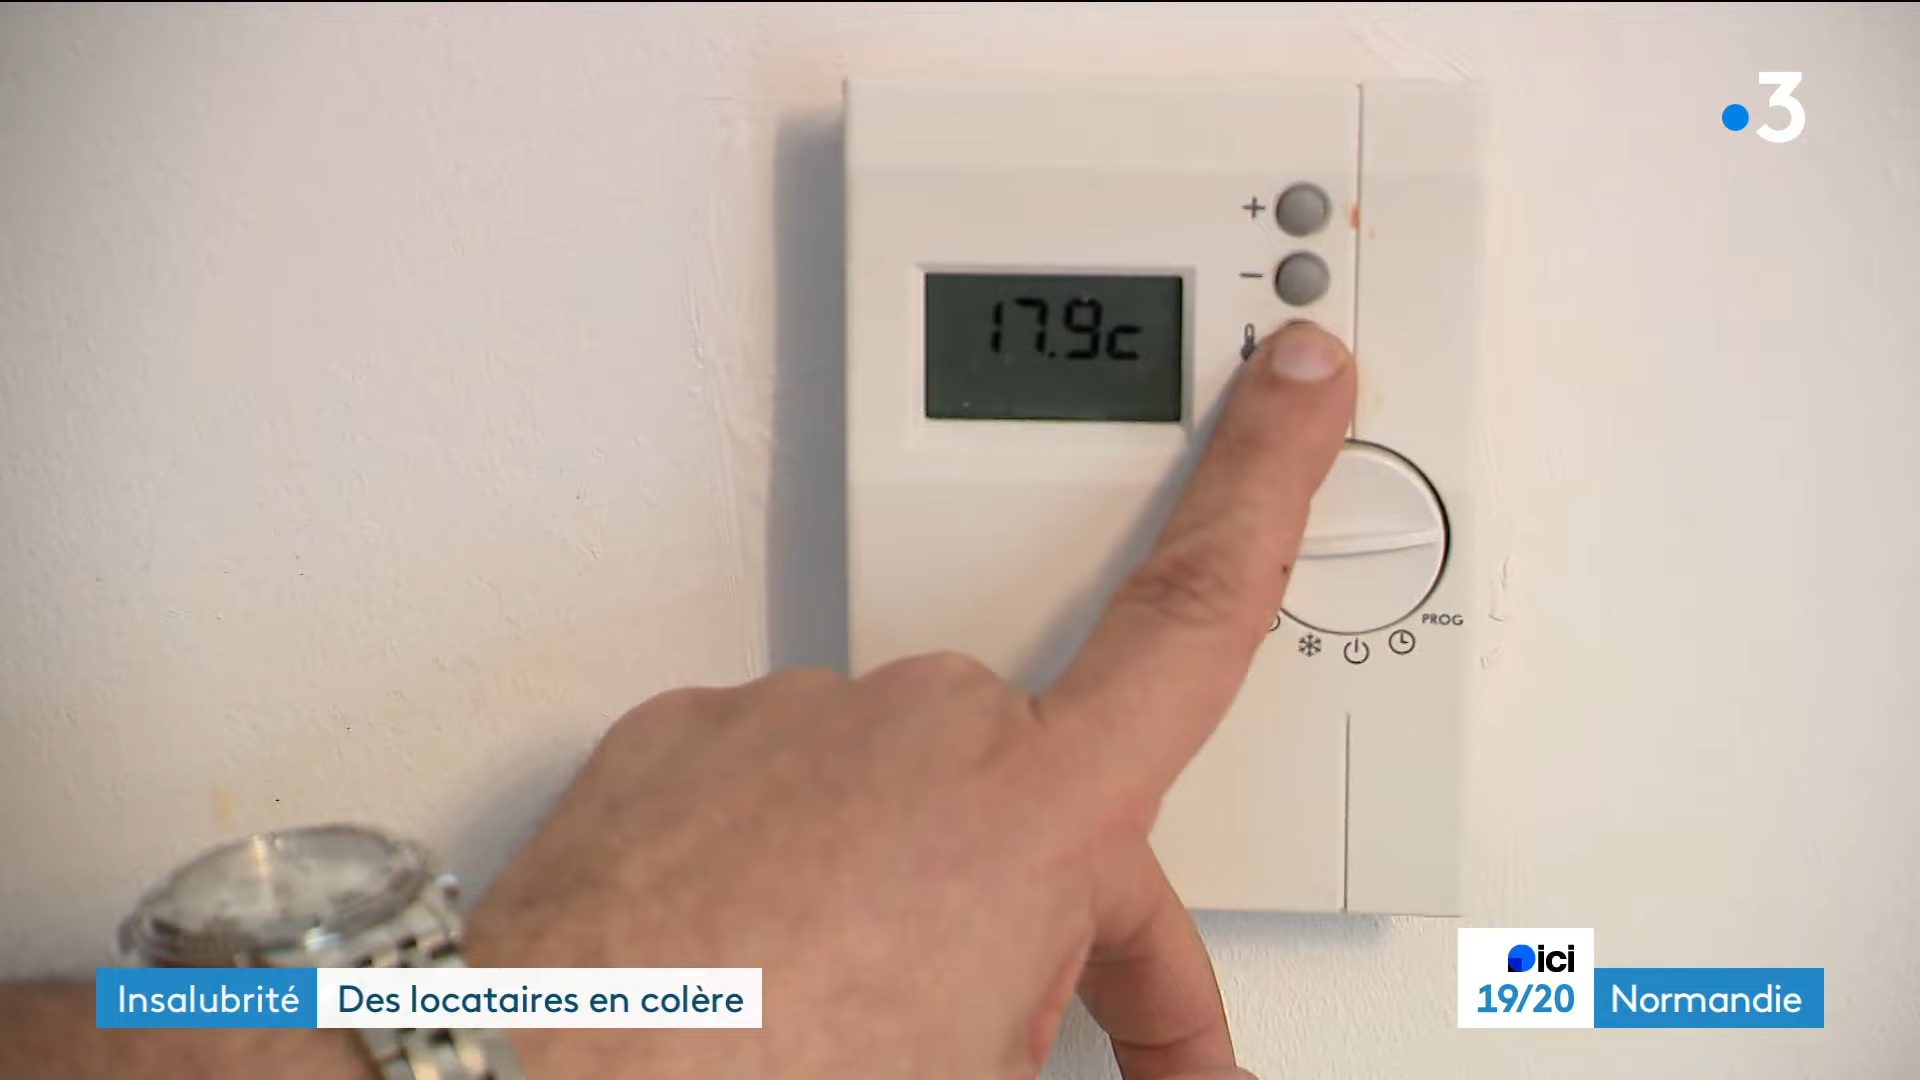 3
+
17.9c
PROG
ici
Insalubrité
Des locataires en colère
19/20
Normandie